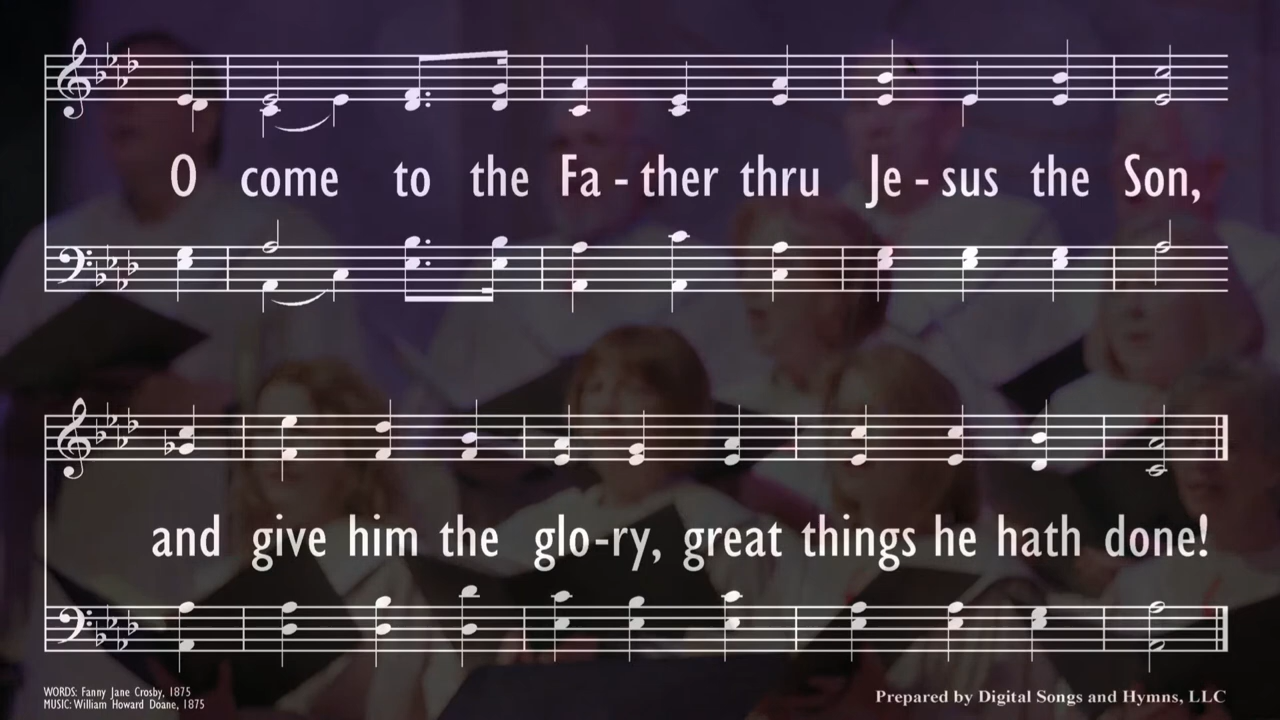 O come to the Fa - ther thru Je - sus the Son,
and give him the glo-ry, great things he hath done!
WORDS: Fanny Jane Crosby, 1875
MUSIC: William Howard Doane, 1875
Prepared by Digital Songs and Hymns, LLC